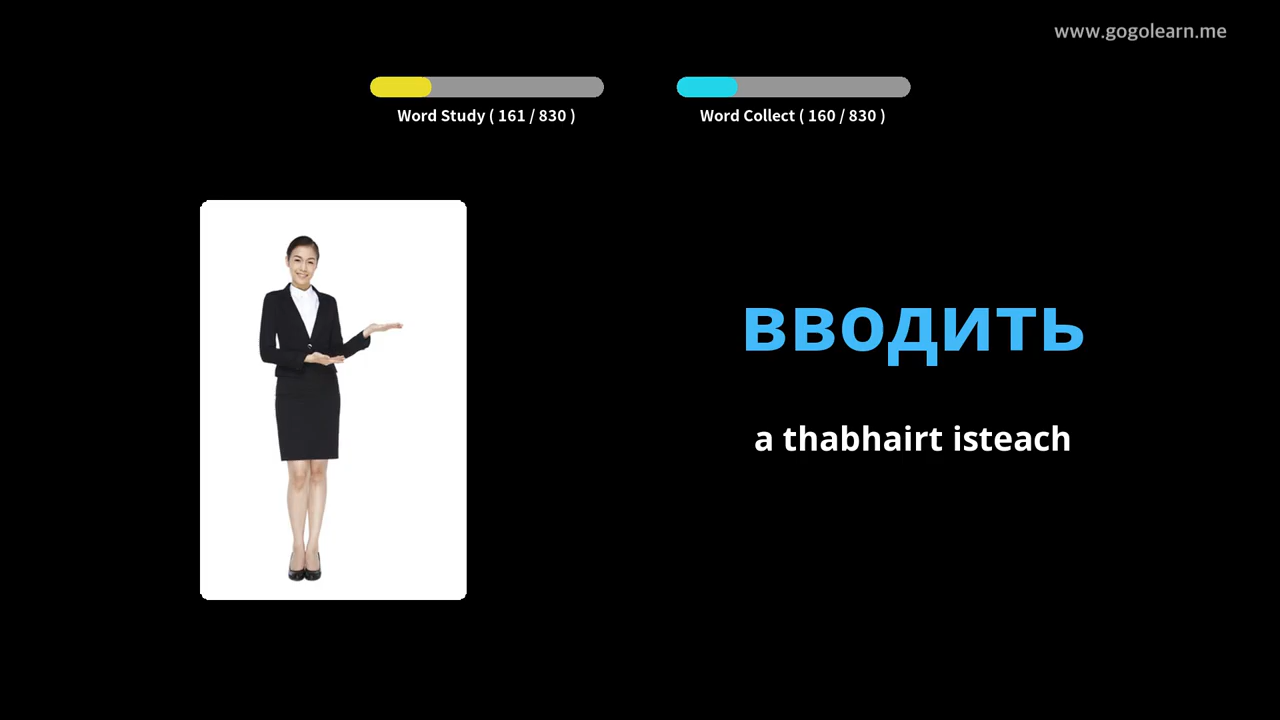 www.gogolearn.me
Word Study ( 161 / 830 )
Word Collect ( 160 / 830 )
вводить
a thabhairt isteach